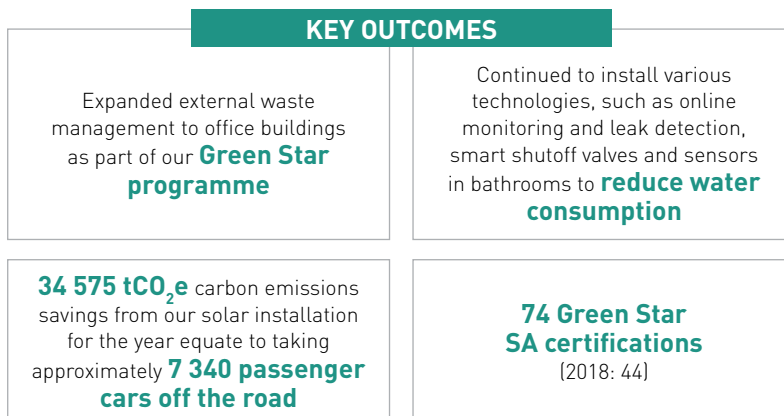 KEY OUTCOMES
Expanded external waste
management to office buildings
as part of our Green Star
programme
Continued to install various
technologies, such as online
monitoring and leak detection,
smart shutoff valves and sensors
in bathrooms to reduce water
consumption
34 575 tCO₂e carbon emissions
savings from our solar installation
for the year equate to taking
approximately 7 340 passenger
cars off the road
74 Green Star
SA certifications
(2018: 44)